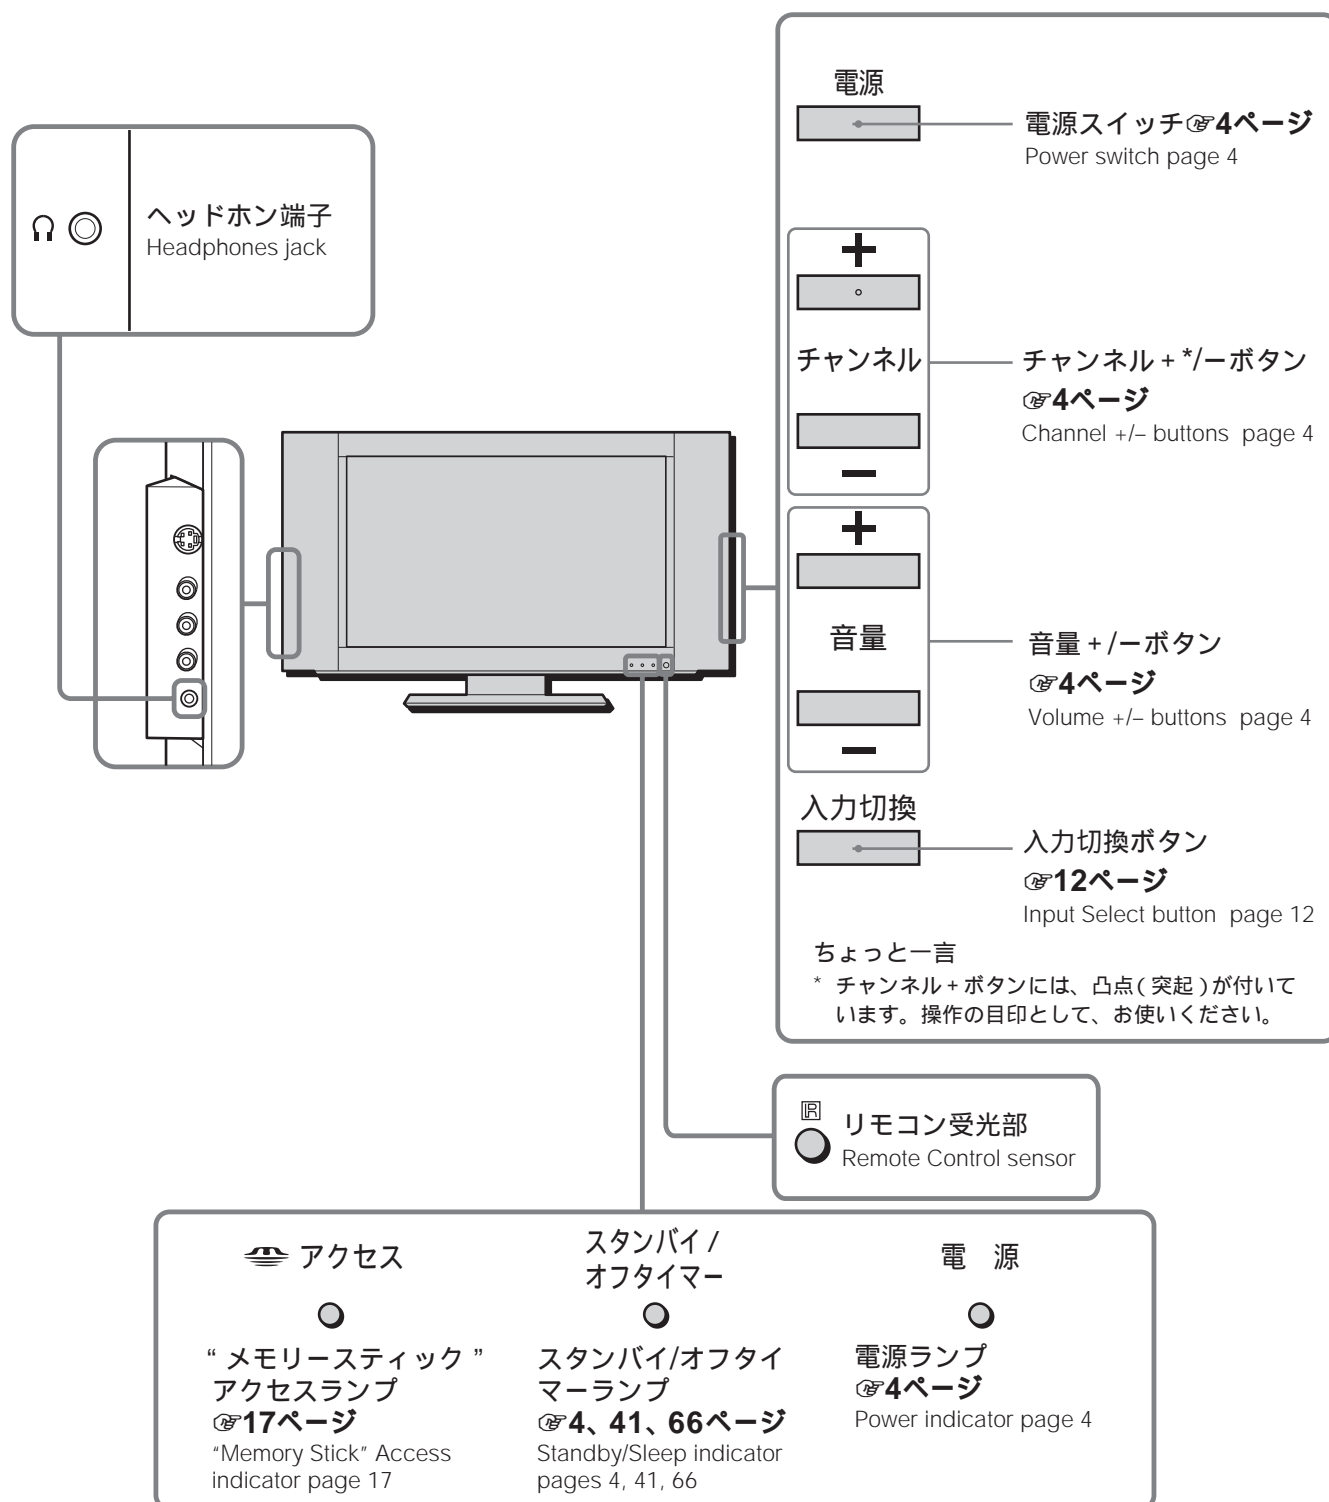 電源
電源スイッチ☞4ページ
Power switch page 4
ヘッドホン端子
Headphones jack
チャンネル
チャンネル+*/ーボタン
☞4ページ
Channel +/– buttons page 4
音量
音量+/ーボタン
☞4ページ
Volume +/– buttons page 4
入力切換
入力切換ボタン
☞12ページ
Input Select button page 12
ちょっと一言
* チャンネル+ボタンには、凸点(突起)が付いて
います。操作の目印として、お使いください。
IR
リモコン受光部
Remote Control sensor
アクセス
“メモリースティック”
アクセスランプ
☞17ページ
“Memory Stick” Access
indicator page 17
スタンバイ/
オフタイマー
スタンバイ/オフタイ
マーランプ
☞4、41、66ページ
Standby/Sleep indicator
pages 4, 41, 66
電 源
電源ランプ
☞4ページ
Power indicator page 4